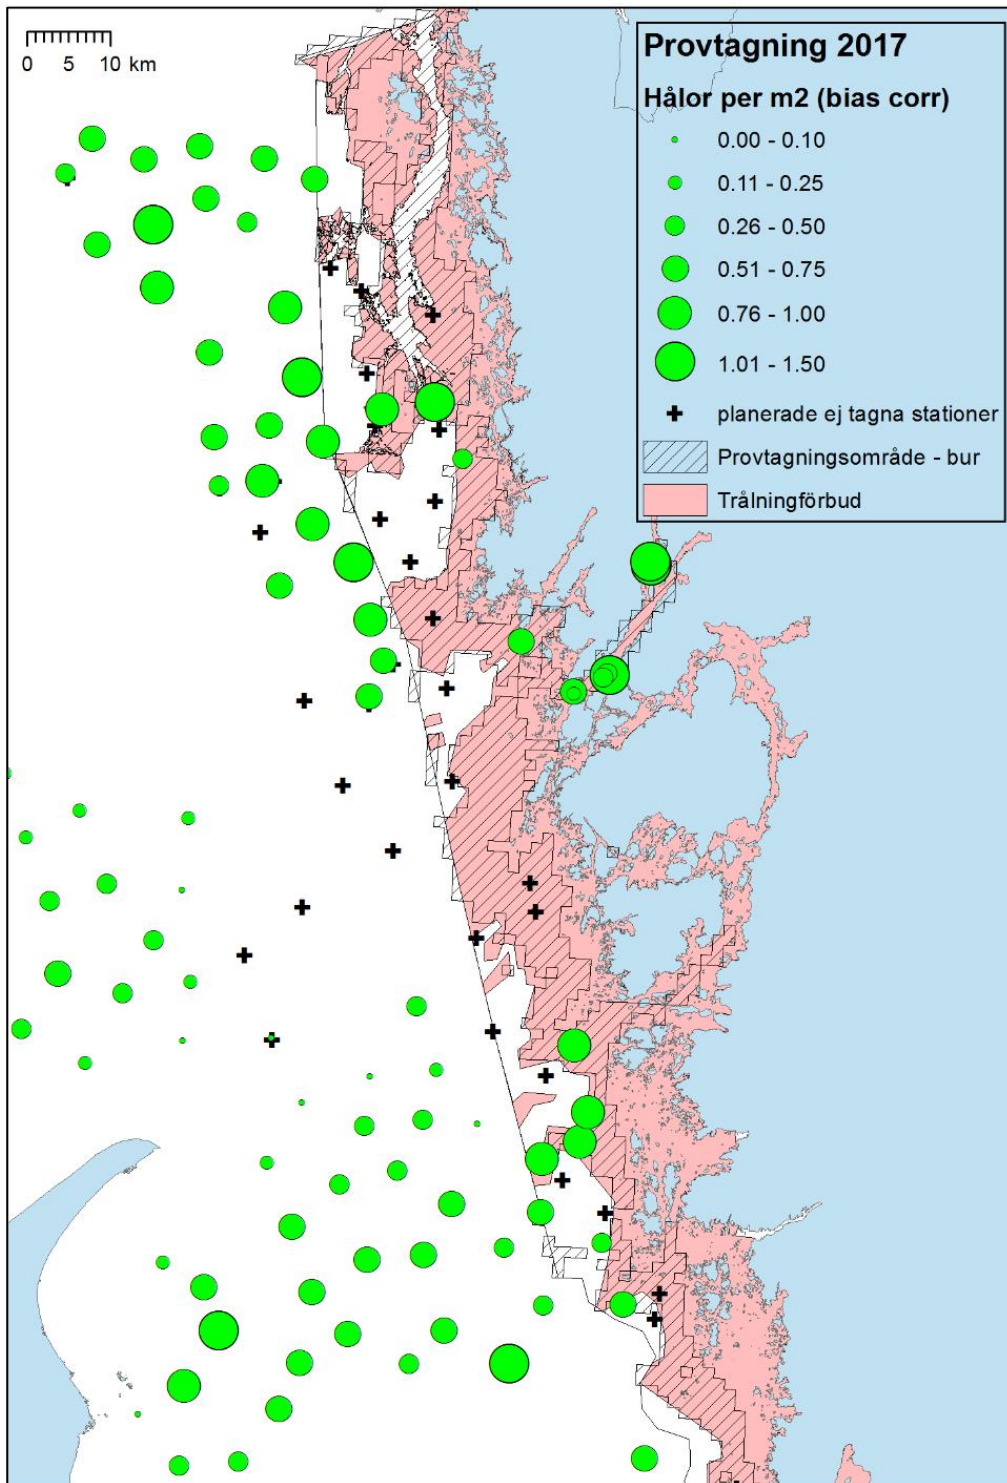 0 5 10 km
Provtagning 2017
Hålor per m2 (bias corr)
0.00 - 0.10
0.11 - 0.25
0.26 - 0.50
0.51 - 0.75
0.76 - 1.00
1.01 - 1.50
planerade ej tagna stationer
Provtagningsområde - bur
Trålningförbud